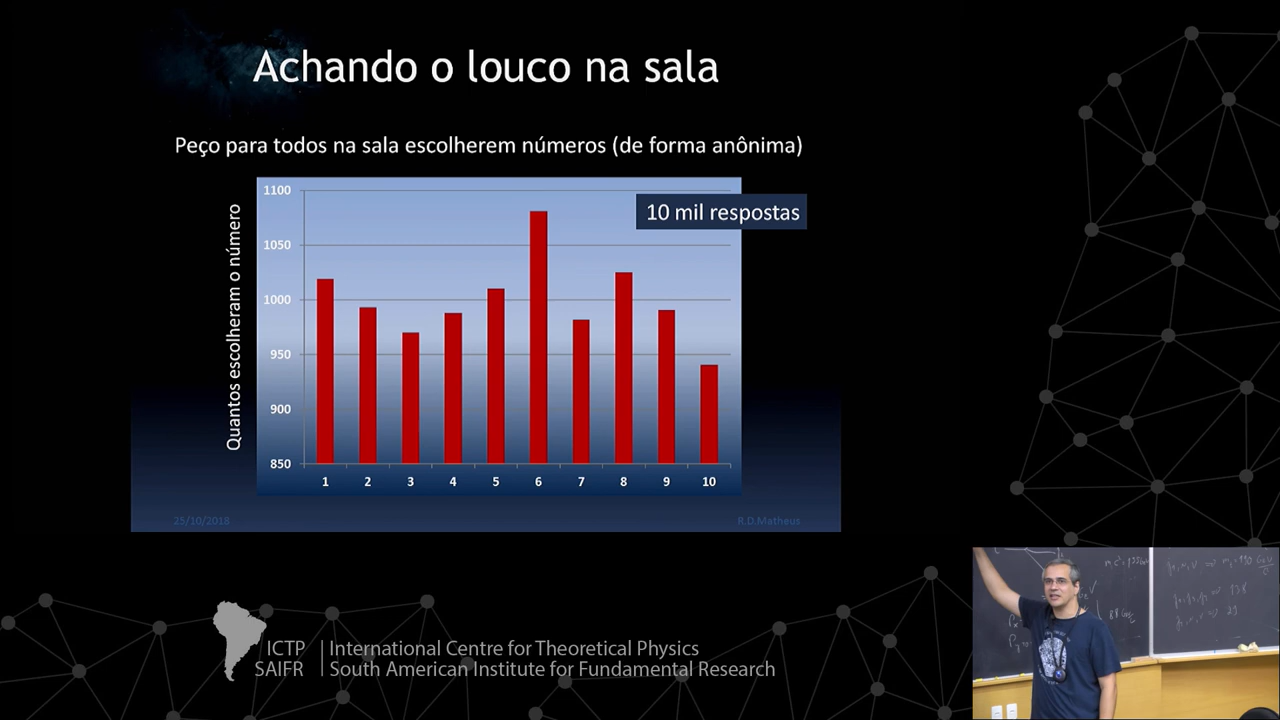 Achando o louco na sala
Peço para todos na sala escolherem números (de forma anônima)
10 mil respostas
Quantos escolheram o número
1100
1050
1000
950
900
850
1 2 3 4 5 6 7 8 9 10
25/10/2018
R.D.Matheus
ICTP
SAIFR
International Centre for Theoretical Physics
South American Institute for Fundamental Research